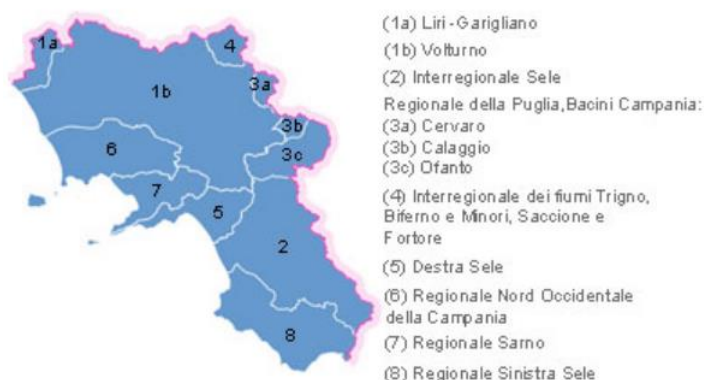 1a
4
3a
1b
3b
3c
6
7
5
2
8
(1a) Liri-Garigliano
(1b) Volturno
(2) Interregionale Sele
Regionale della Puglia,Bacini Campania:
(3a) Cervaro
(3b) Calaggio
(3c) Ofanto
(4) Interregionale dei fiumi Trigno,
Biferno e Minori, Saccione e
Fortore
(5) Destra Sele
(6) Regionale Nord Occidentale
della Campania
(7) Regionale Sarno
(8) Regionale Sinistra Sele